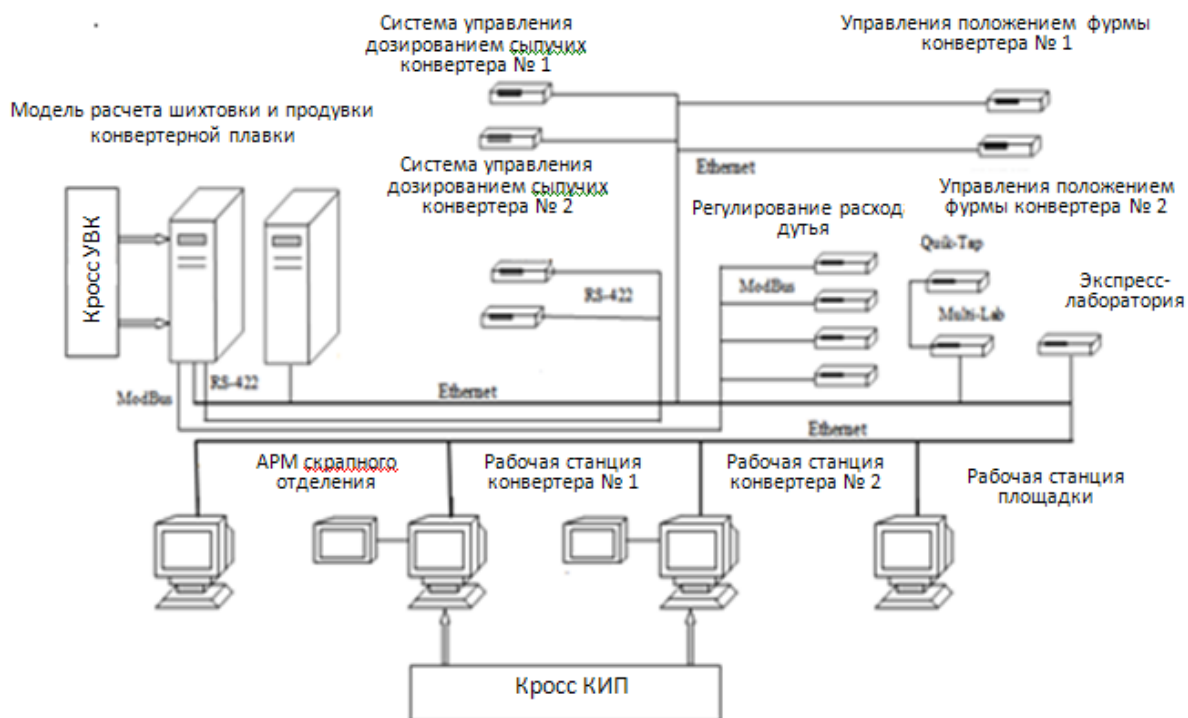 Система управления
дозированием сыпучих
конвертера № 1
Управления положением фурмы
конвертера № 1
Модель расчета шихтовки и продувки
конвертерной плавки
Система управления
дозированием сыпучих
конвертера № 2
Ethernet
Управления положением
фурмы конвертера № 2
Регулирование расход
дутья
Quik-Tap
Экспресс-
лаборатория
Кросс УВК
RS-422
ModBus
Multi-Lab
RS-422
ModBus
Ethernet
Ethernet
АРМ скрапного
отделения
Рабочая станция
конвертера № 1
Рабочая станция
конвертера № 2
Рабочая станция
площадки
Кросс КИП